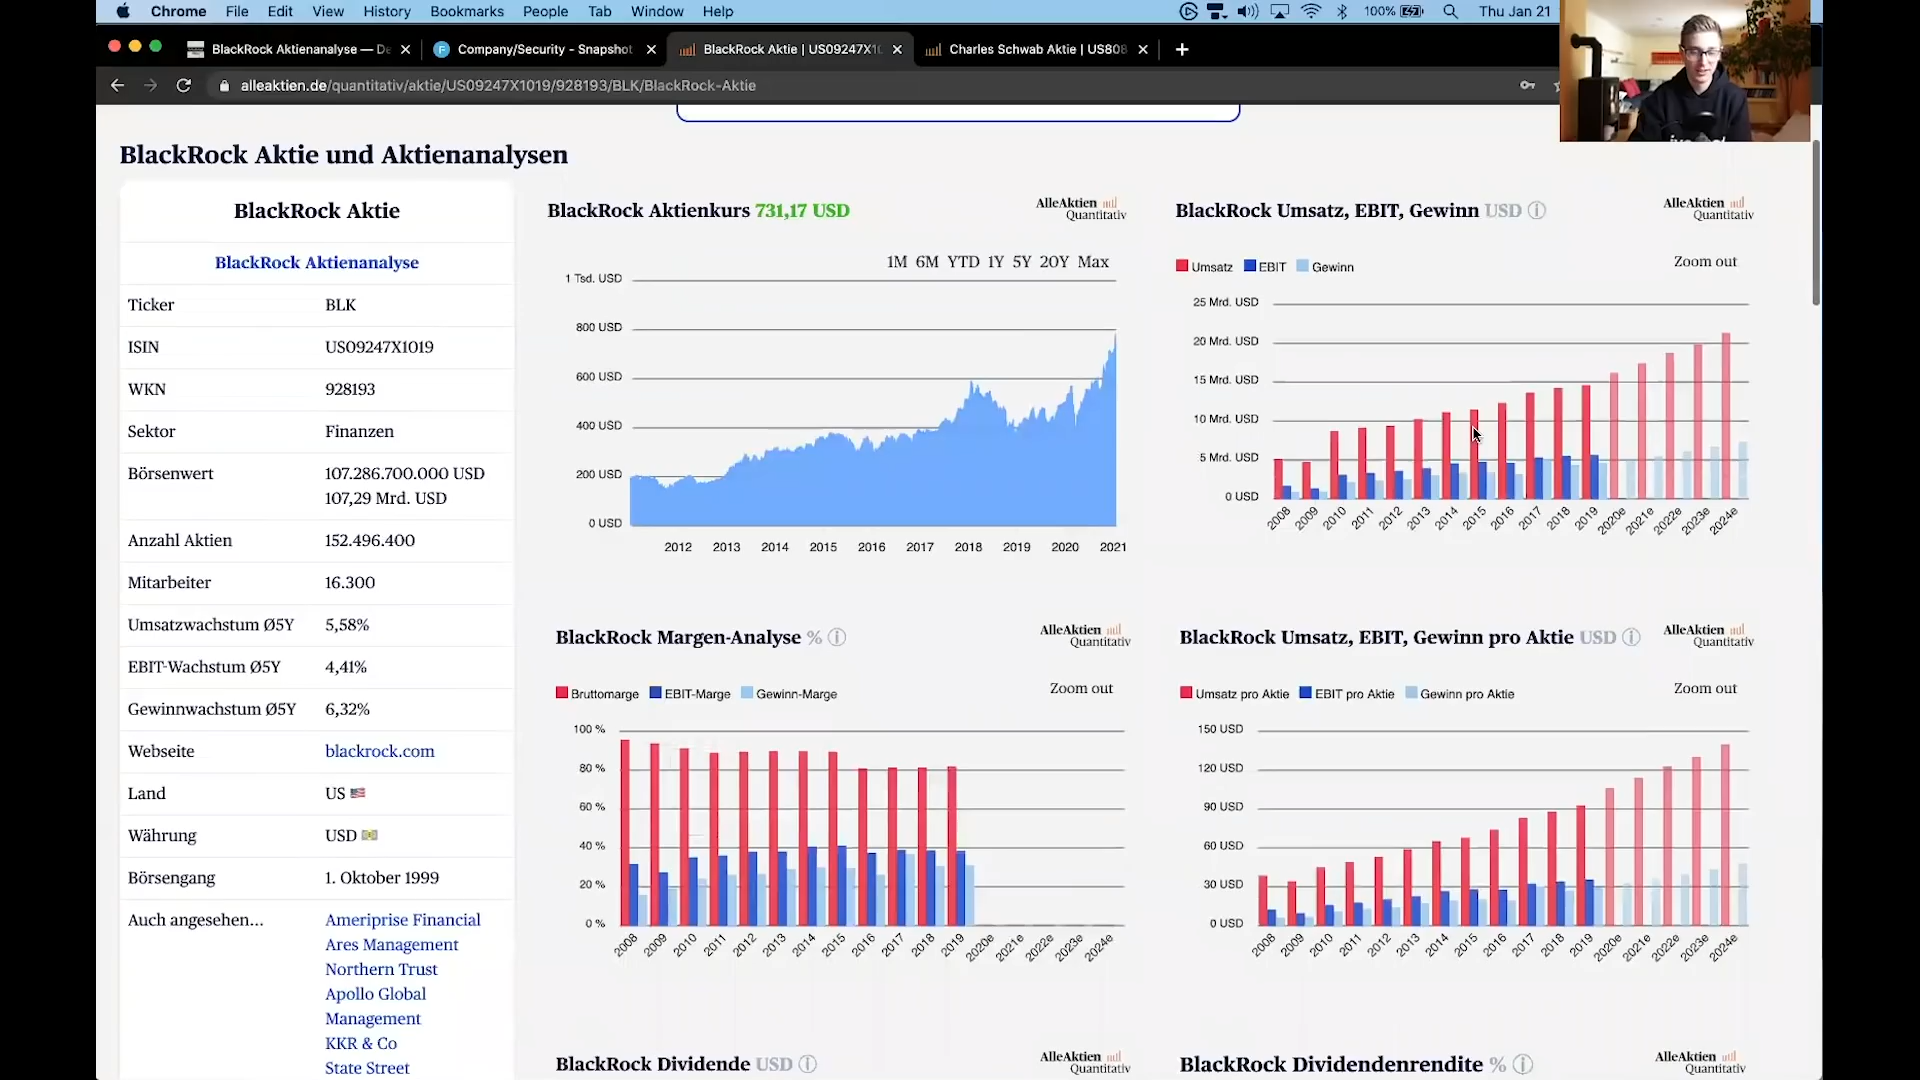 Chrome File Edit View History Bookmarks People Tab Window Help
100% Thu Jan 21
BlackRock Aktienanalyse — De
Company/Security - Snapshot
BlackRock Aktie | US09247X10
Charles Schwab Aktie | US808
alleaktien.de/quantitativ/aktie/US09247X1019/928193/BLK/BlackRock-Aktie
BlackRock Aktie und Aktienanalysen
BlackRock Aktie
BlackRock Aktienanalyse
Ticker BLK
ISIN US09247X1019
WKN 928193
Sektor Finanzen
Börsenwert 107.286.700.000 USD
107,29 Mrd. USD
Anzahl Aktien 152.496.400
Mitarbeiter 16.300
Umsatzwachstum Ø5Y 5,58%
EBIT-Wachstum Ø5Y 4,41%
Gewinnwachstum Ø5Y 6,32%
Webseite blackrock.com
Land US
Währung USD
Börsengang 1. Oktober 1999
Auch angesehen... Ameriprise Financial
Ares Management
Northern Trust
Apollo Global
Management
KKR & Co
State Street
BlackRock Aktienkurs 731,17 USD
AlleAktien
Quantitativ
1M 6M YTD 1Y 5Y 20Y Max
1 Tsd. USD
800 USD
600 USD
400 USD
200 USD
0 USD
2012 2013 2014 2015 2016 2017 2018 2019 2020 2021
BlackRock Umsatz, EBIT, Gewinn USD
AlleAktien
Quantitativ
Umsatz EBIT Gewinn
Zoom out
25 Mrd. USD
20 Mrd. USD
15 Mrd. USD
10 Mrd. USD
5 Mrd. USD
0 USD
2008 2009 2010 2011 2012 2013 2014 2015 2016 2017 2018 2019 2020e 2021e 2022e 2023e 2024e
BlackRock Margen-Analyse %
AlleAktien
Quantitativ
Bruttomarge EBIT-Marge Gewinn-Marge
Zoom out
100 %
80 %
60 %
40 %
20 %
0 %
2008 2009 2010 2011 2012 2013 2014 2015 2016 2017 2018 2019 2020e 2021e 2022e 2023e 2024e
BlackRock Umsatz, EBIT, Gewinn pro Aktie USD
AlleAktien
Quantitativ
Umsatz pro Aktie EBIT pro Aktie Gewinn pro Aktie
Zoom out
150 USD
120 USD
90 USD
60 USD
30 USD
0 USD
2008 2009 2010 2011 2012 2013 2014 2015 2016 2017 2018 2019 2020e 2021e 2022e 2023e 2024e
BlackRock Dividende USD
AlleAktien
Quantitativ
BlackRock Dividendenrendite %
AlleAktien
Quantitativ